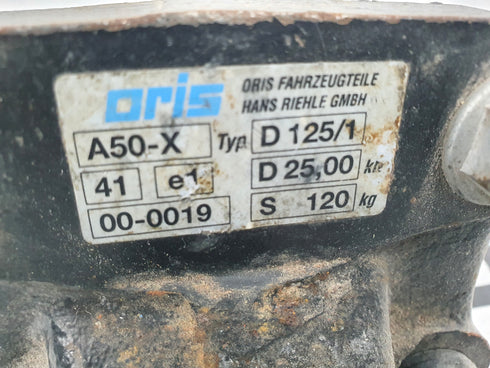 oris ORIS FAHRZEUGTEILE
HANS RIEHLE GMBH
A50-X Typ D 125/1
41 e1 D 25,00 kN
00-0019 S 120 kg